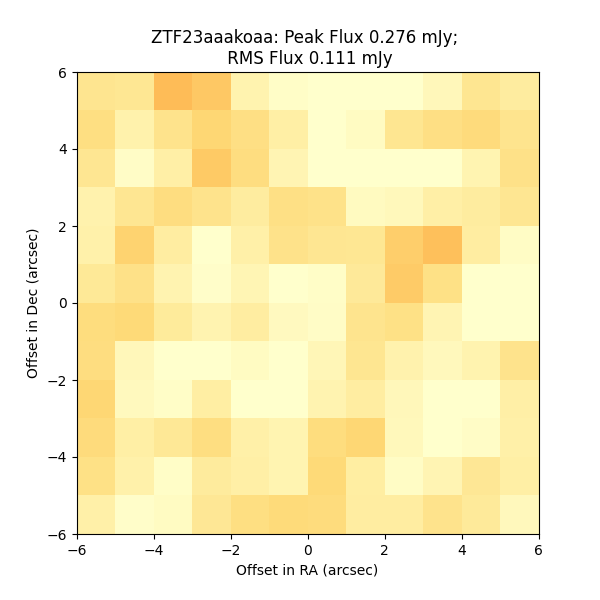 ZTF23aaakoaa: Peak Flux 0.276 mJy;
RMS Flux 0.111 mJy
6
4
2
0
−2
−4
−6
Offset in Dec (arcsec)
−6 −4 −2 0 2 4 6
Offset in RA (arcsec)